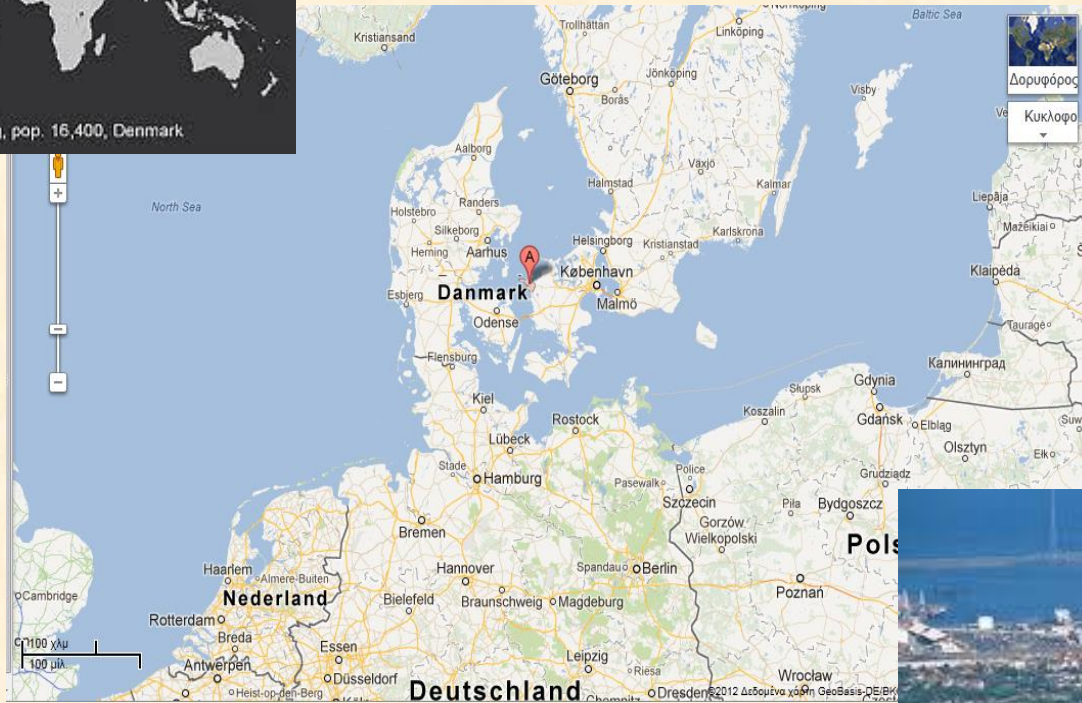 pop. 16,400, Denmark
Baltic Sea
Trollhättan
Linköping
Kristiansand
Göteborg
Jönköping
Borås
Visby
Δορυφόρος
Aalborg
Växjö
Halmstad
Kalmar
North Sea
Holstebro
Randers
Liepāja
Silkeborg
Helsingborg
Kristianstad
Karlskrona
Mažeikiai
Herning
Aarhus
A
København
Klaipėda
Esbjerg
Danmark
Malmö
Odense
Tauragė
Flensburg
Калининград
Gdynia
Słupsk
Kiel
Rostock
Koszalin
Gdańsk
Elbląg
Lübeck
Olsztyn
Ełk
Stade
Hamburg
Police
Pasewalk
Grudziądz
Szczecin
Piła
Bydgoszcz
Bremen
Gorzów
Wielkopolski
Haarlem
Almere-Buiten
Hannover
Spandau
Berlin
Poznań
Cambridge
Nederland
Bielefeld
Braunschweig
Magdeburg
Rotterdam
100 χλμ
Breda
Essen
100 μίλ.
Antwerpen
Düsseldorf
Leipzig
Riesa
Wrocław
Heist-op-den-Berg
Deutschland
Chemnitz
Dresden
©2012 Δεδομένα χάρτη GeoBasis-DE/BK